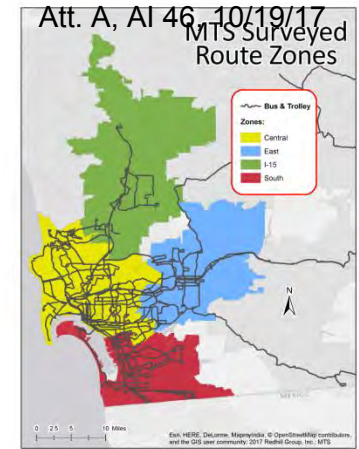 Att. A, AI 46, 10/19/17
MTS Surveyed
Route Zones
Bus & Trolley
Zones:
Central
East
I-15
South
N
MEXICO
0 2.5 5 10 Miles
Esri, HERE, DeLorme, MapmyIndia, © OpenStreetMap contributors,
and the GIS user community; 2017 Redhill Group, Inc.; MTS